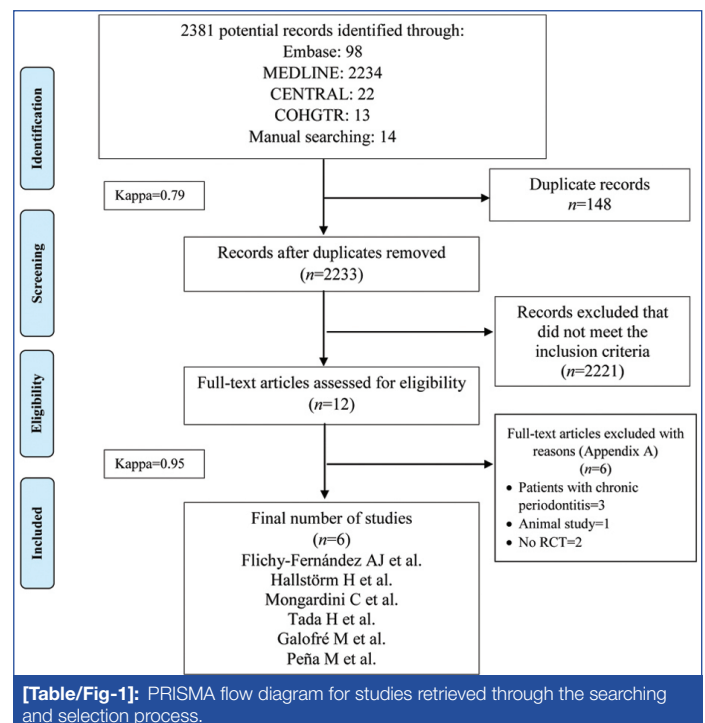 2381 potential records identified through:
Embase: 98
MEDLINE: 2234
CENTRAL: 22
COHGTR: 13
Manual searching: 14
Identification
Kappa=0.79
Duplicate records
n=148
Screening
Records after duplicates removed
(n=2233)
Records excluded that
did not meet the
inclusion criteria
(n=2221)
Eligibility
Full-text articles assessed for eligibility
(n=12)
Full-text articles excluded with
reasons (Appendix A)
(n=6)
• Patients with chronic
periodontitis=3
• Animal study=1
• No RCT=2
Kappa=0.95
Included
Final number of studies
(n=6)
Flichy-Fernández AJ et al.
Hallstörm H et al.
Mongardini C et al.
Tada H et al.
Galofré M et al.
Peña M et al.
[Table/Fig-1]: PRISMA flow diagram for studies retrieved through the searching
and selection process.